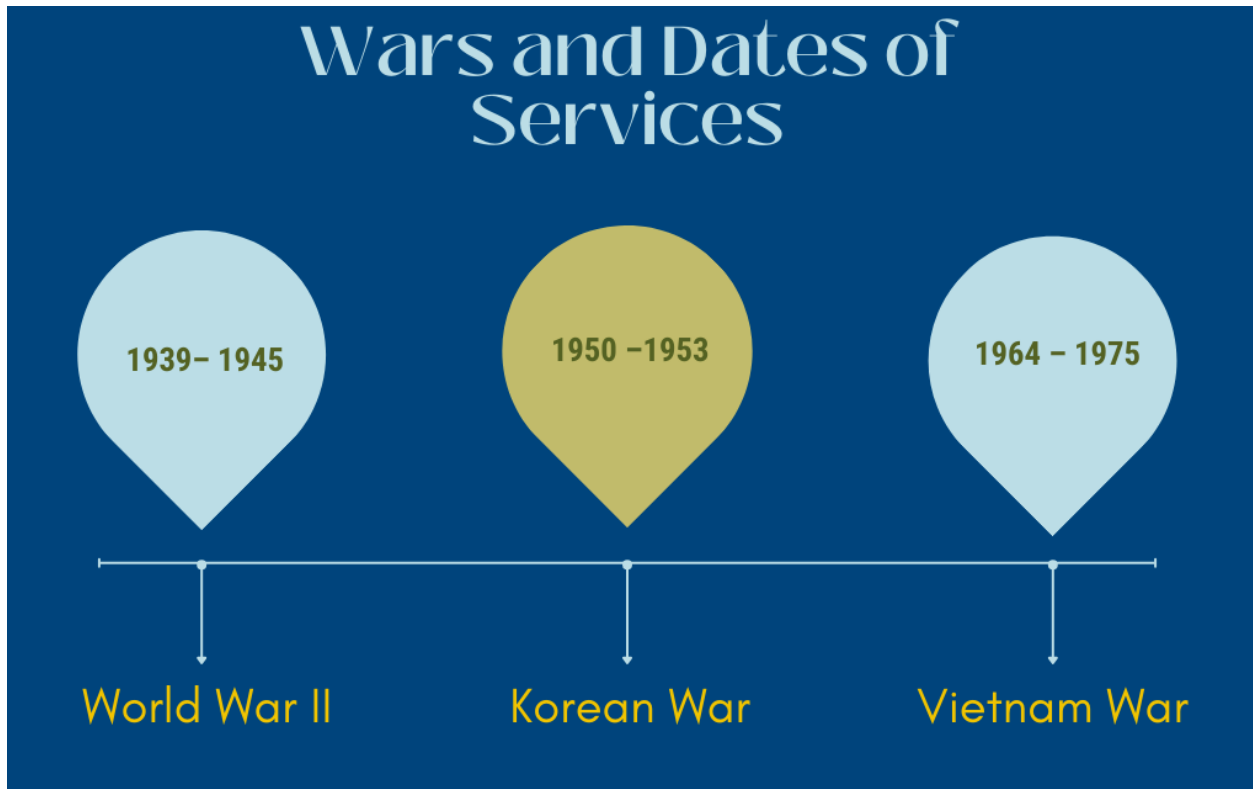 Wars and Dates of
Services
1939– 1945
1950 –1953
1964 – 1975
World War II
Korean War
Vietnam War